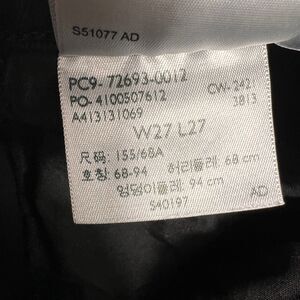 S51077 AD
PC9- 72693-0012
PO- 4100507612 CW- 2421
A413131069 3813
W27 L27
尺码: 155/68A
호칭: 68-94 허리둘레: 68 cm
엉덩이둘레: 94 cm
S40197 AD